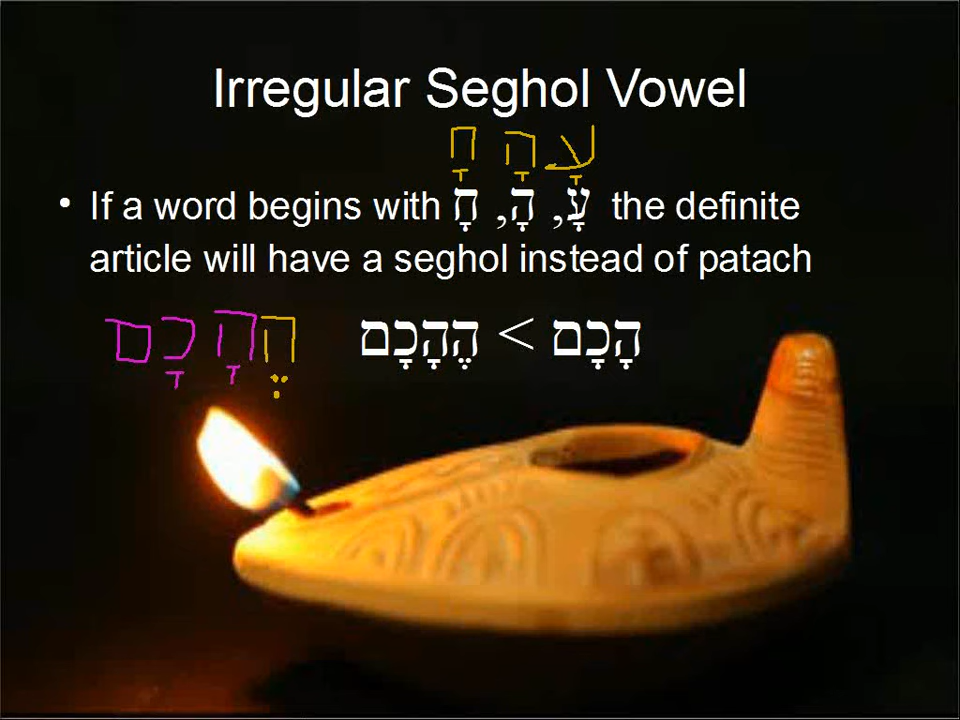 Irregular Seghol Vowel
עָ הָ חָ
• If a word begins with עָ, הָ, חָ the definite
article will have a seghol instead of patach
הָכָם > הֶהָכָם
הֶהָכָם